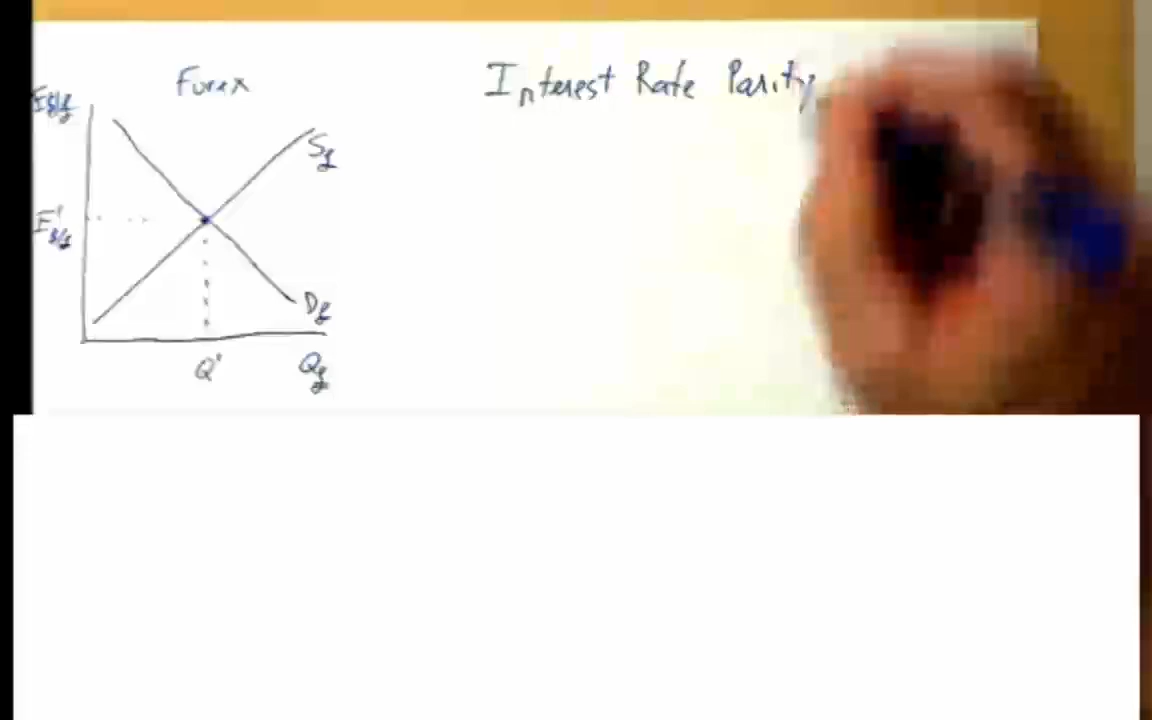 Forex
Interest Rate Parity
E$/£
S£
E'$/£
D£
Q'
Q£